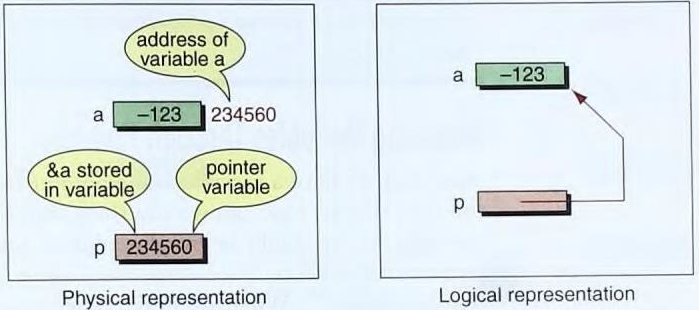 address of
variable a
a
–123
234560
&a stored
in variable
pointer
variable
p
234560
Physical representation
a
–123
p
Logical representation